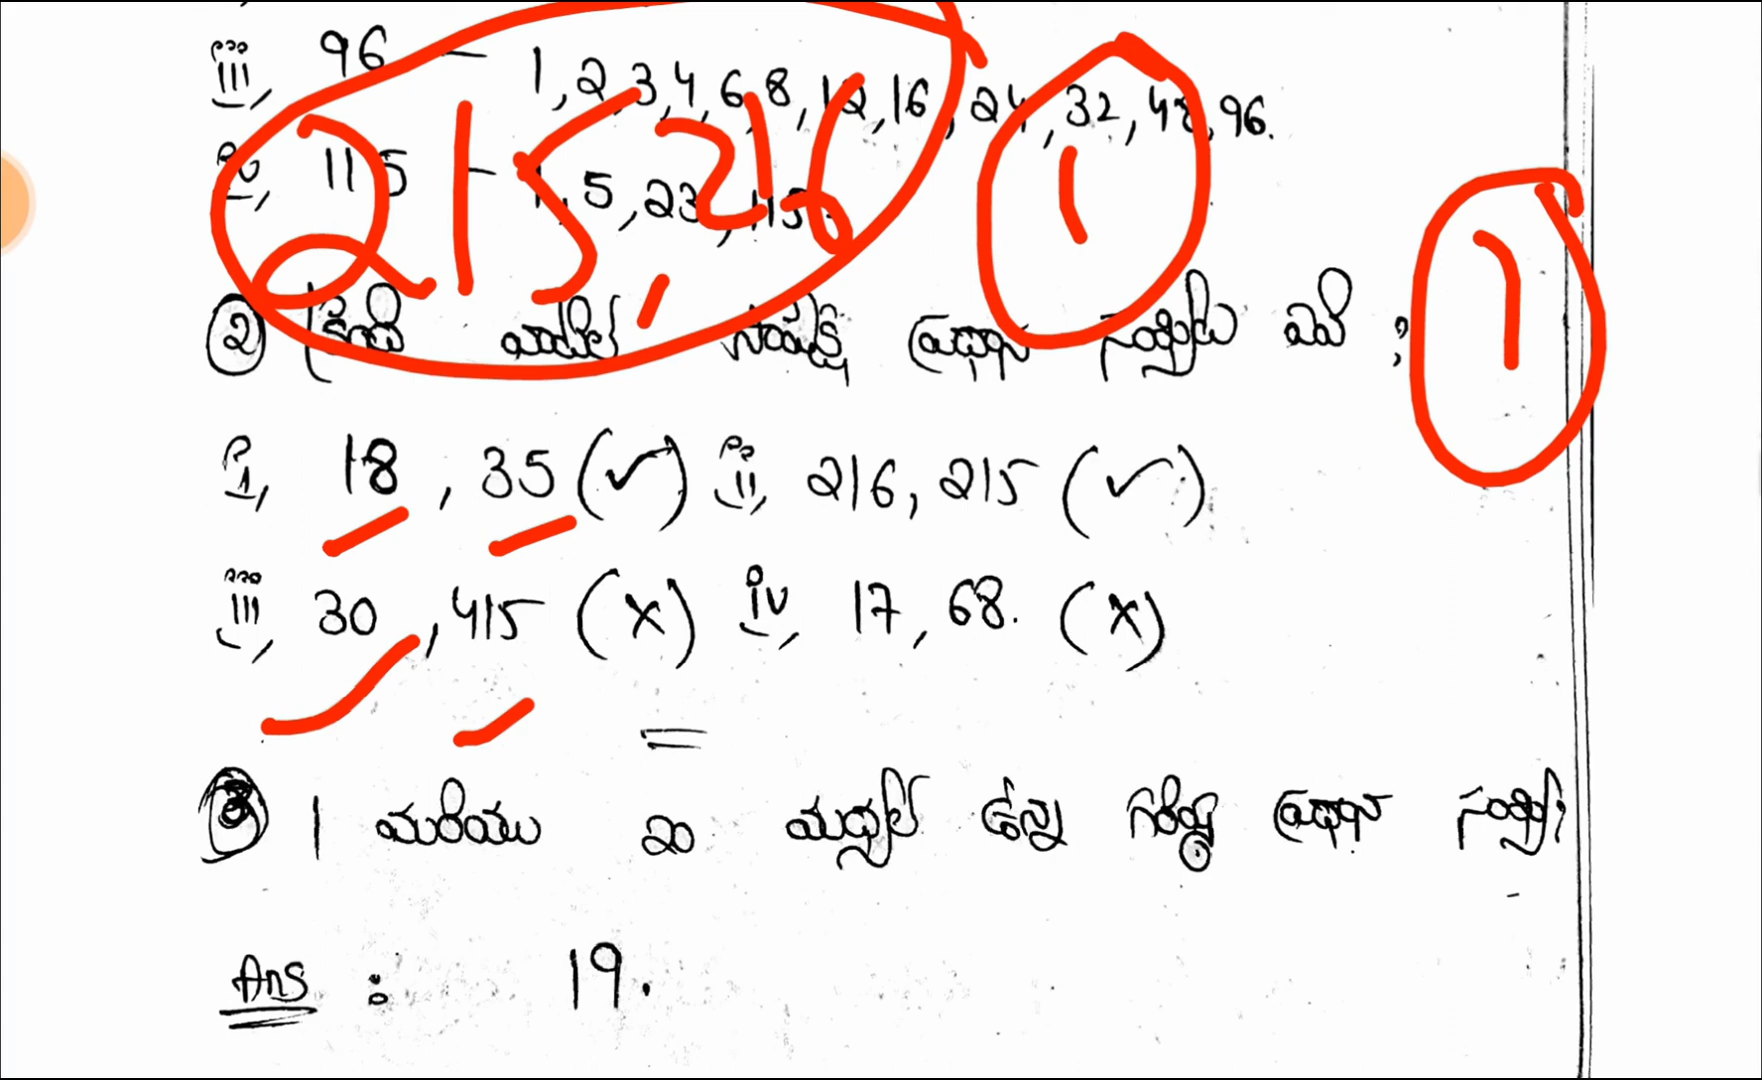 iii, 96 - 1,2,3,4,6,8,12,16,24,32,48,96.
iv, 115 - 1,5,23,115.
215,216 1 1
② క్రింది వానిలో సాపేక్ష ప్రధాన సంఖ్యలు ఏవి ?
i, 18, 35 (✓) ii, 216, 215 (✓)
iii, 30, 415 (×) iv, 17, 68. (×)
③ 1 మరియు 20 మధ్యలో ఉన్న గరిష్ట ప్రధాన సంఖ్య?
Ans : 19.